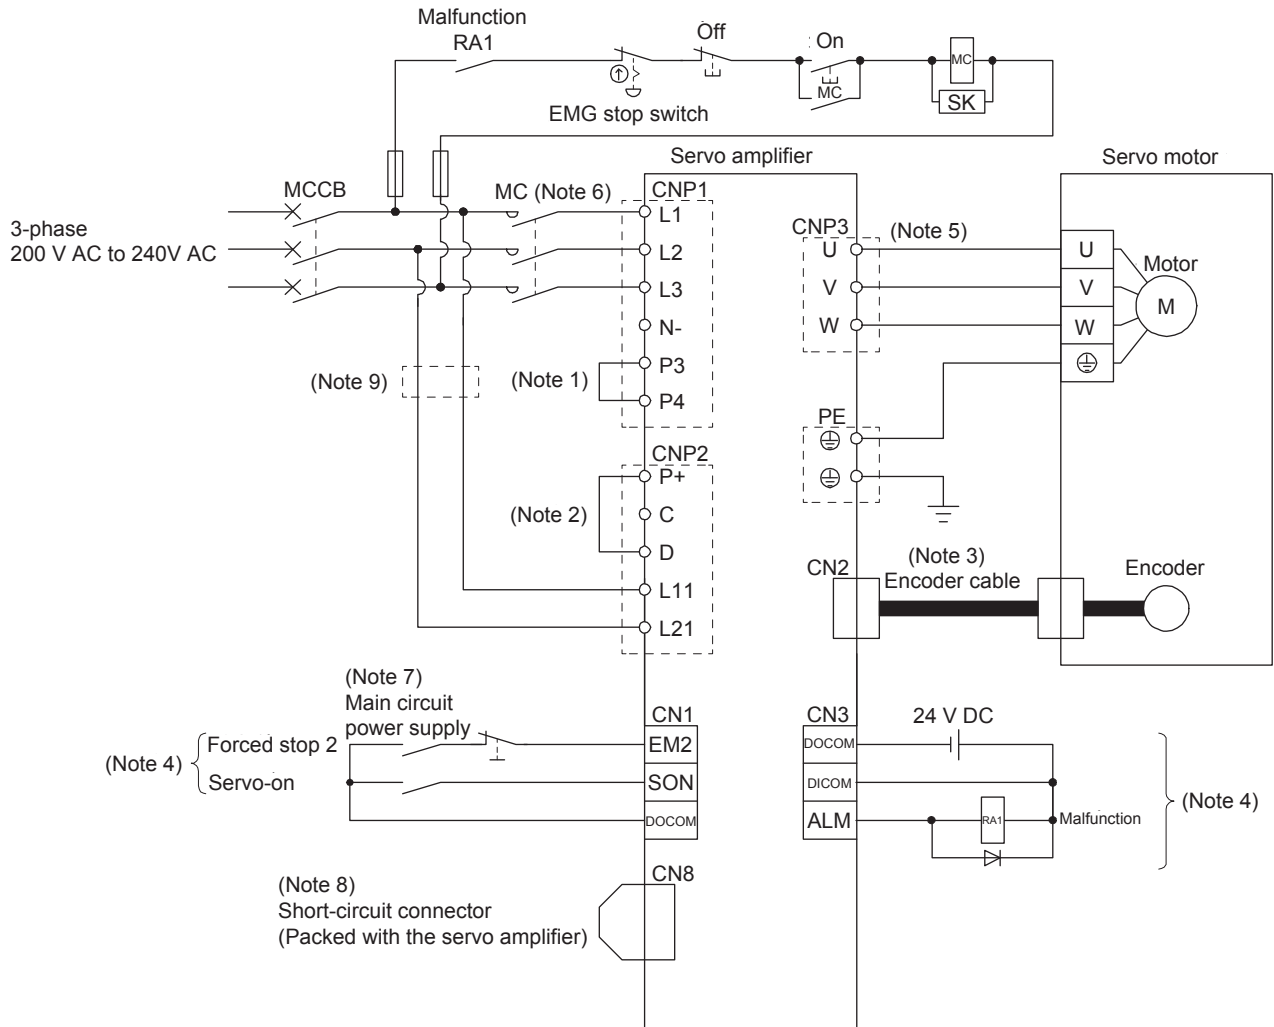 Malfunction
RA1
Off
On
MC
MC
SK
EMG stop switch
Servo amplifier
Servo motor
MCCB
MC (Note 6)
CNP1
3-phase
200 V AC to 240V AC
L1
L2
L3
N-
P3
P4
(Note 1)
(Note 9)
CNP3
U
V
W
(Note 5)
U
V
W
Motor
M
PE
CNP2
P+
C
D
L11
L21
(Note 2)
CN2
(Note 3)
Encoder cable
Encoder
(Note 7)
Main circuit
power supply
(Note 4)
Forced stop 2
Servo-on
CN1
EM2
SON
DOCOM
CN3
DOCOM
DICOM
ALM
24 V DC
RA1
Malfunction
(Note 4)
CN8
(Note 8)
Short-circuit connector
(Packed with the servo amplifier)